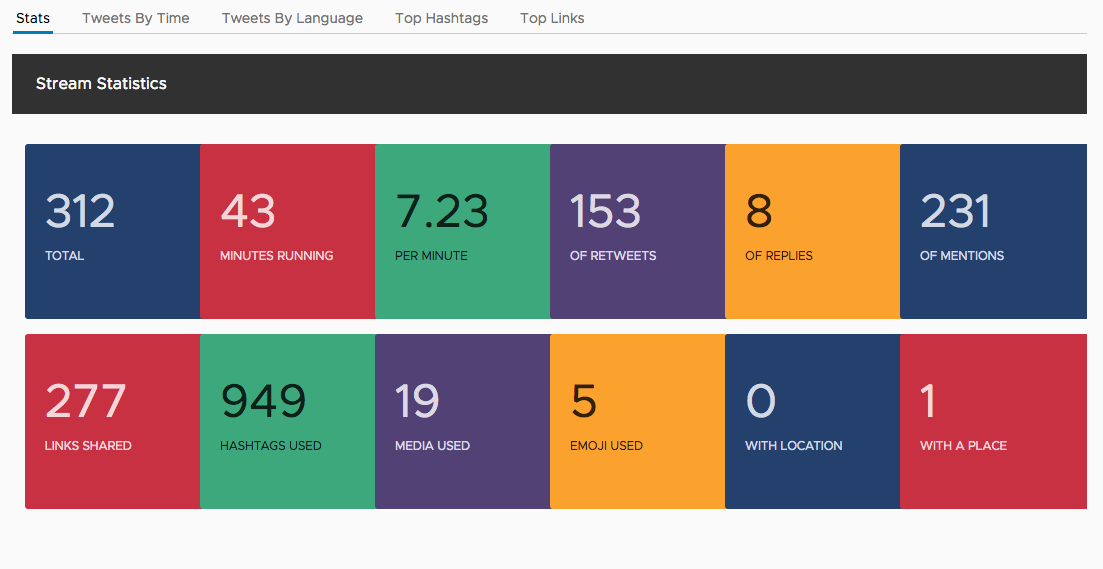 Stats Tweets By Time Tweets By Language Top Hashtags Top Links
Stream Statistics
312 43 7.23 153 8 231
TOTAL MINUTES RUNNING PER MINUTE OF RETWEETS OF REPLIES OF MENTIONS
277 949 19 5 0 1
LINKS SHARED HASHTAGS USED MEDIA USED EMOJI USED WITH LOCATION WITH A PLACE